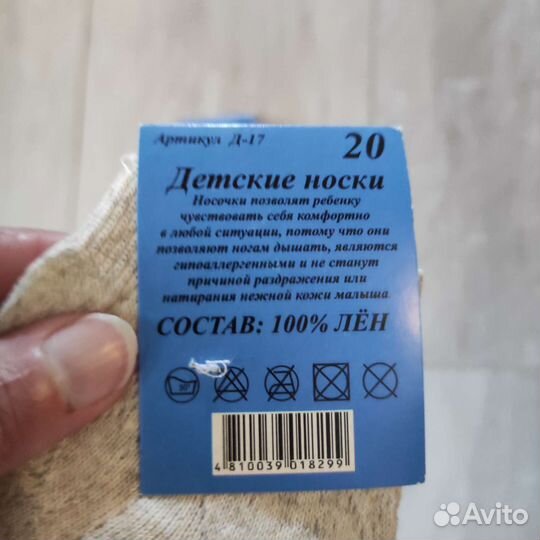 Артикул Д-17 20
Детские носки
Носочки позволят ребенку
чувствовать себя комфортно
в любой ситуации, потому что они
позволяют ногам дышать, являются
гипоаллергенными и не станут
причиной раздражения или
натирания нежной кожи малыша
СОСТАВ: 100% ЛЁН
30°
4 810039 018299
Avito